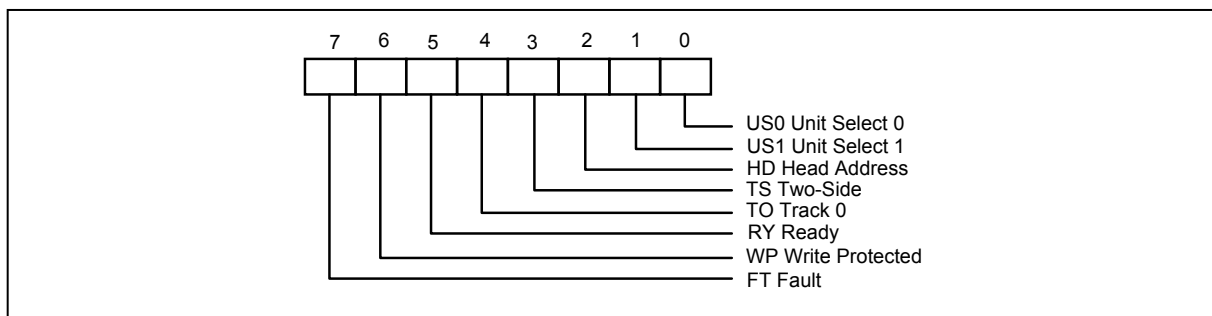 7 6 5 4 3 2 1 0
US0 Unit Select 0
US1 Unit Select 1
HD Head Address
TS Two-Side
TO Track 0
RY Ready
WP Write Protected
FT Fault